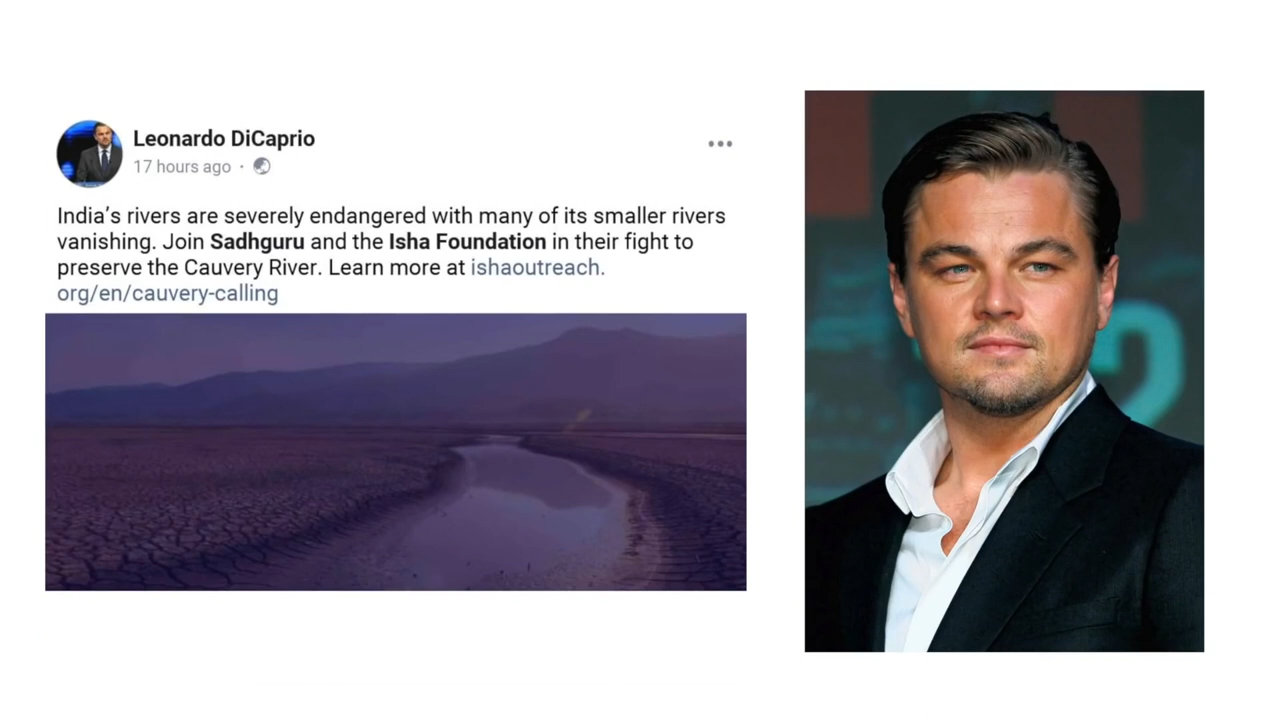 Leonardo DiCaprio
17 hours ago ·
India’s rivers are severely endangered with many of its smaller rivers
vanishing. Join Sadhguru and the Isha Foundation in their fight to
preserve the Cauvery River. Learn more at ishaoutreach.
org/en/cauvery-calling
2